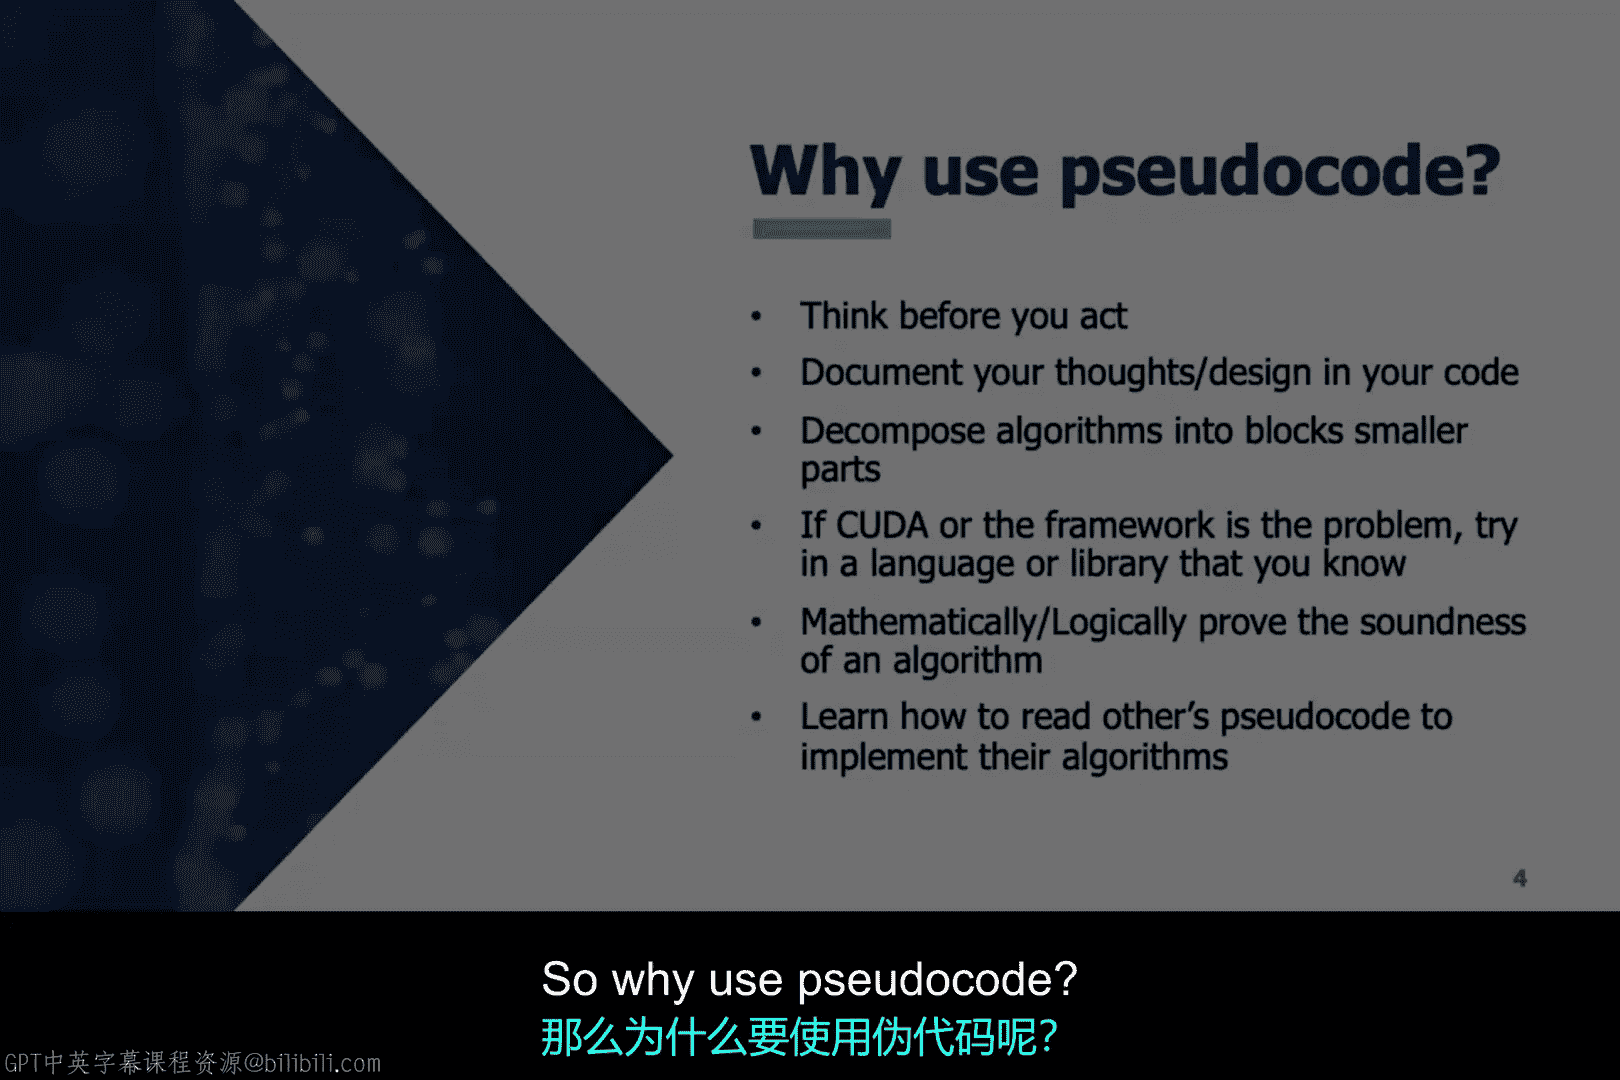 Why use pseudocode?
• Think before you act
• Document your thoughts/design in your code
• Decompose algorithms into blocks smaller
parts
• If CUDA or the framework is the problem, try
in a language or library that you know
• Mathematically/Logically prove the soundness
of an algorithm
• Learn how to read other’s pseudocode to
implement their algorithms
4
So why use pseudocode?
那么为什么要使用伪代码呢?
GPT中英字幕课程资源@bilibili.com